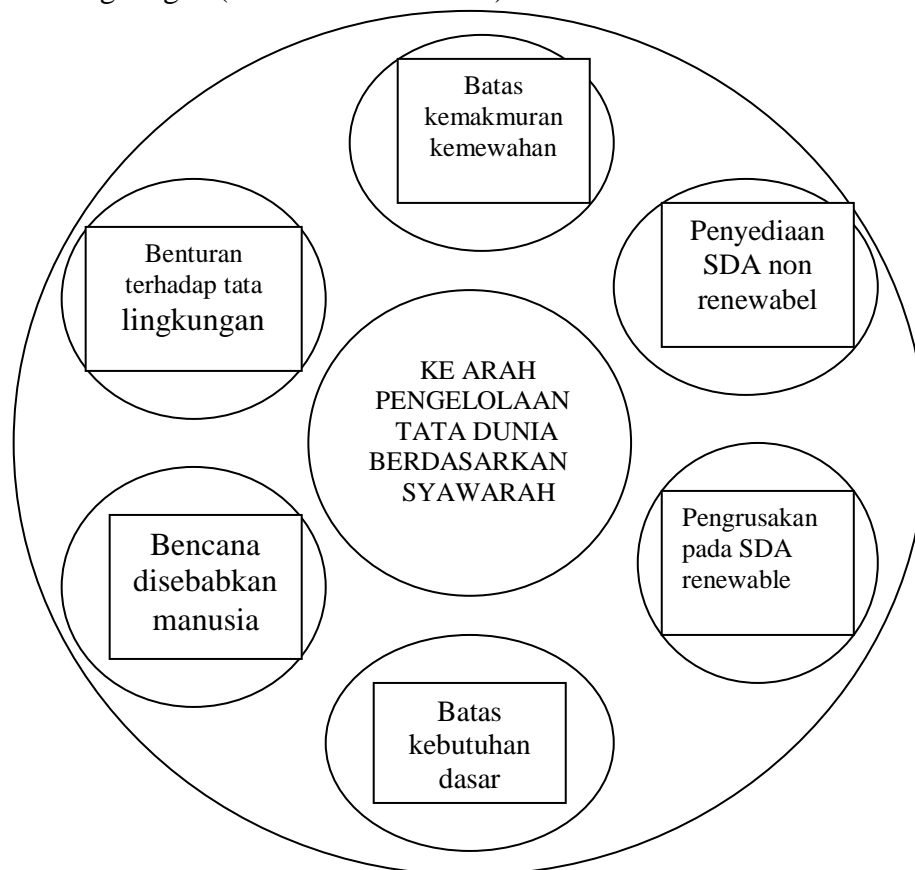 Batas
kemakmuran
kemewahan
Penyediaan
SDA non
renewabel
Benturan
terhadap tata
lingkungan
KE ARAH
PENGELOLAAN
TATA DUNIA
BERDASARKAN
SYAWARAH
Pengrusakan
pada SDA
renewable
Bencana
disebabkan
manusia
Batas
kebutuhan
dasar